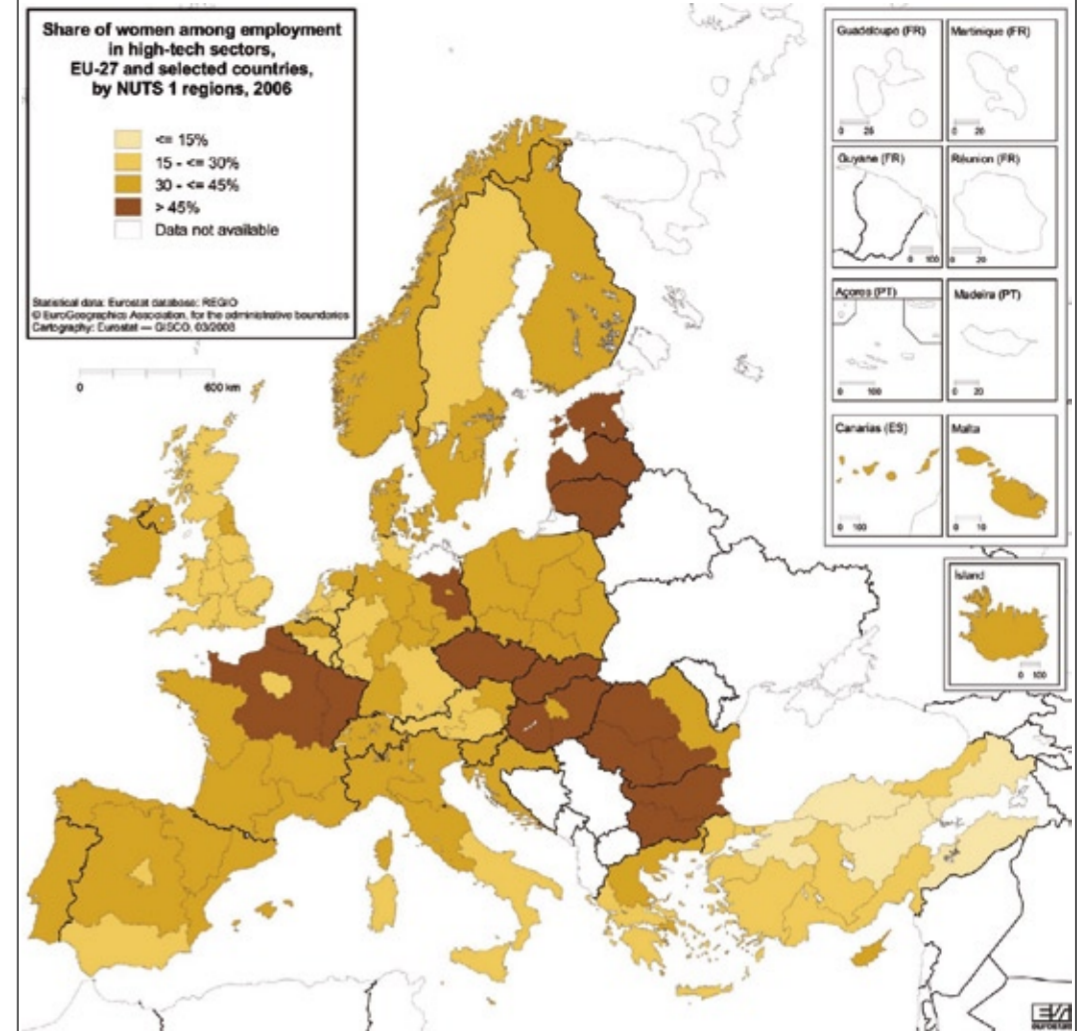 Share of women among employment
in high-tech sectors,
EU-27 and selected countries,
by NUTS 1 regions, 2006
<= 15%
15 - <= 30%
30 - <= 45%
> 45%
Data not available
Statistical data: Eurostat database: REGIO
© EuroGeographics Association, for the administrative boundaries
Cartography: Eurostat — GISCO, 03/2008
0 600 km
Guadeloupe (FR)
0 25
Martinique (FR)
0 20
Guyane (FR)
0 100
Réunion (FR)
0 20
Açores (PT)
0 100
Madeira (PT)
0 20
Canarias (ES)
0 100
Malta
0 10
Ísland
0 100
eurostat